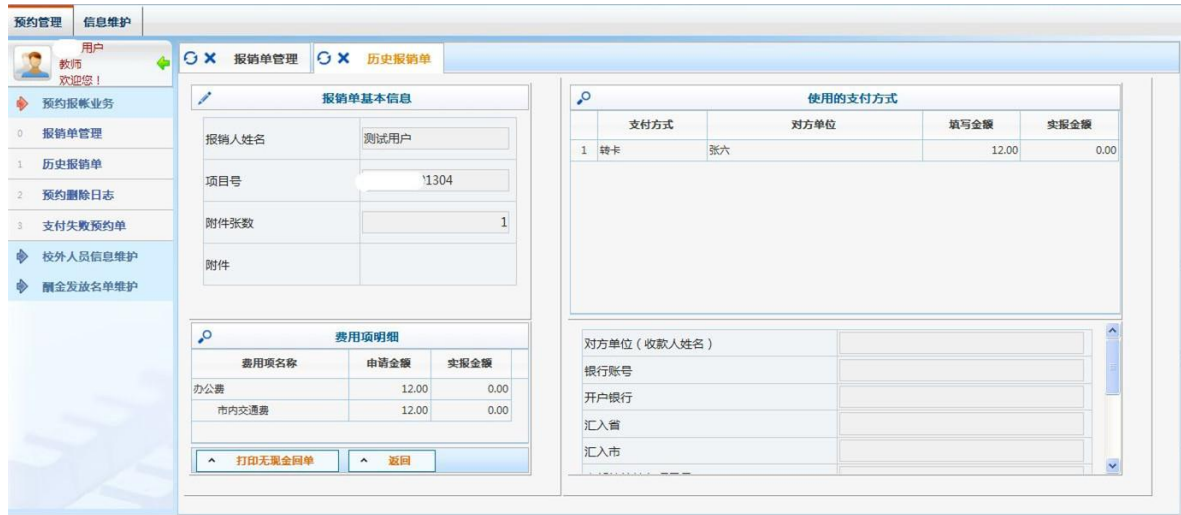 预约管理 信息维护
用户
教师
欢迎您！
预约报帐业务
0 报销单管理
1 历史报销单
2 预约删除日志
3 支付失败预约单
校外人员信息维护
酬金发放名单维护
报销单管理 历史报销单
报销单基本信息
报销人姓名 测试用户
项目号 1304
附件张数 1
附件
费用项明细
费用项名称 申请金额 实报金额
办公费 12.00 0.00
市内交通费 12.00 0.00
打印无现金回单 返回
使用的支付方式
支付方式 对方单位 填写金额 实报金额
1 转卡 张六 12.00 0.00
对方单位（收款人姓名）
银行账号
开户银行
汇入省
汇入市